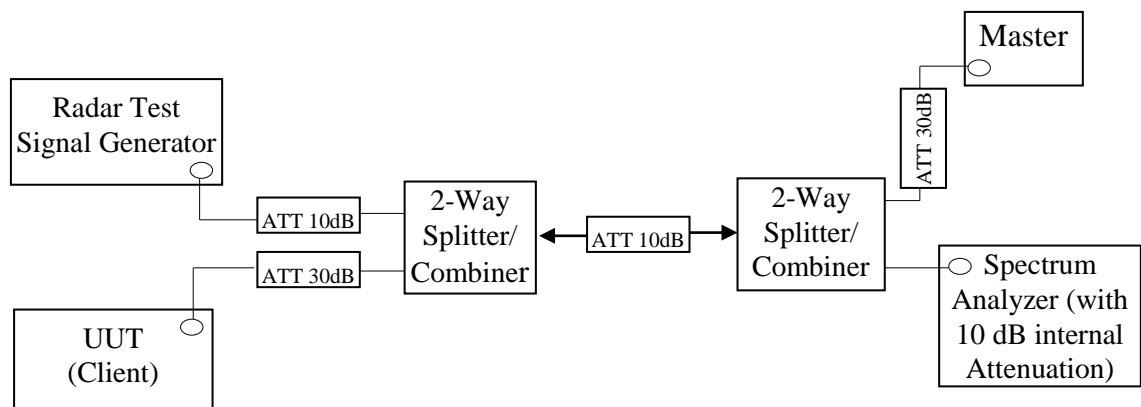 Radar Test
Signal Generator
ATT 10dB
ATT 30dB
UUT
(Client)
2-Way
Splitter/
Combiner
ATT 10dB
2-Way
Splitter/
Combiner
Master
ATT 30dB
Spectrum
Analyzer (with
10 dB internal
Attenuation)